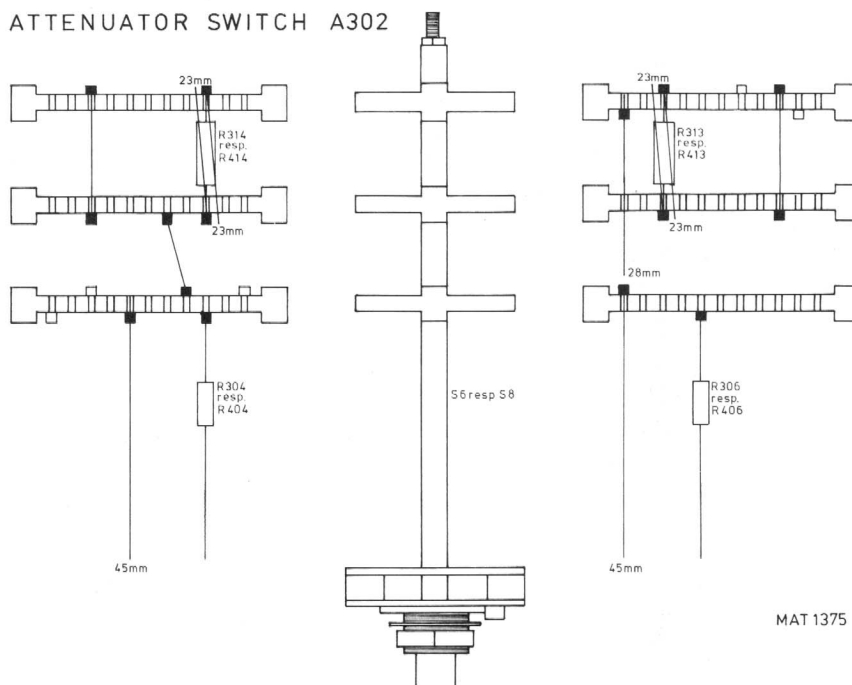 ATTENUATOR SWITCH A302
23mm
R314
resp.
R414
23mm
R304
resp.
R404
45mm
S6 resp S8
23mm
R313
resp.
R413
23mm
28mm
R306
resp.
R406
45mm
MAT 1375